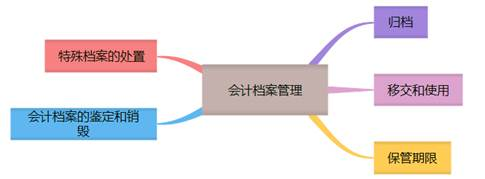 归档
特殊档案的处置
会计档案管理
移交和使用
会计档案的鉴定和销
毁
保管期限